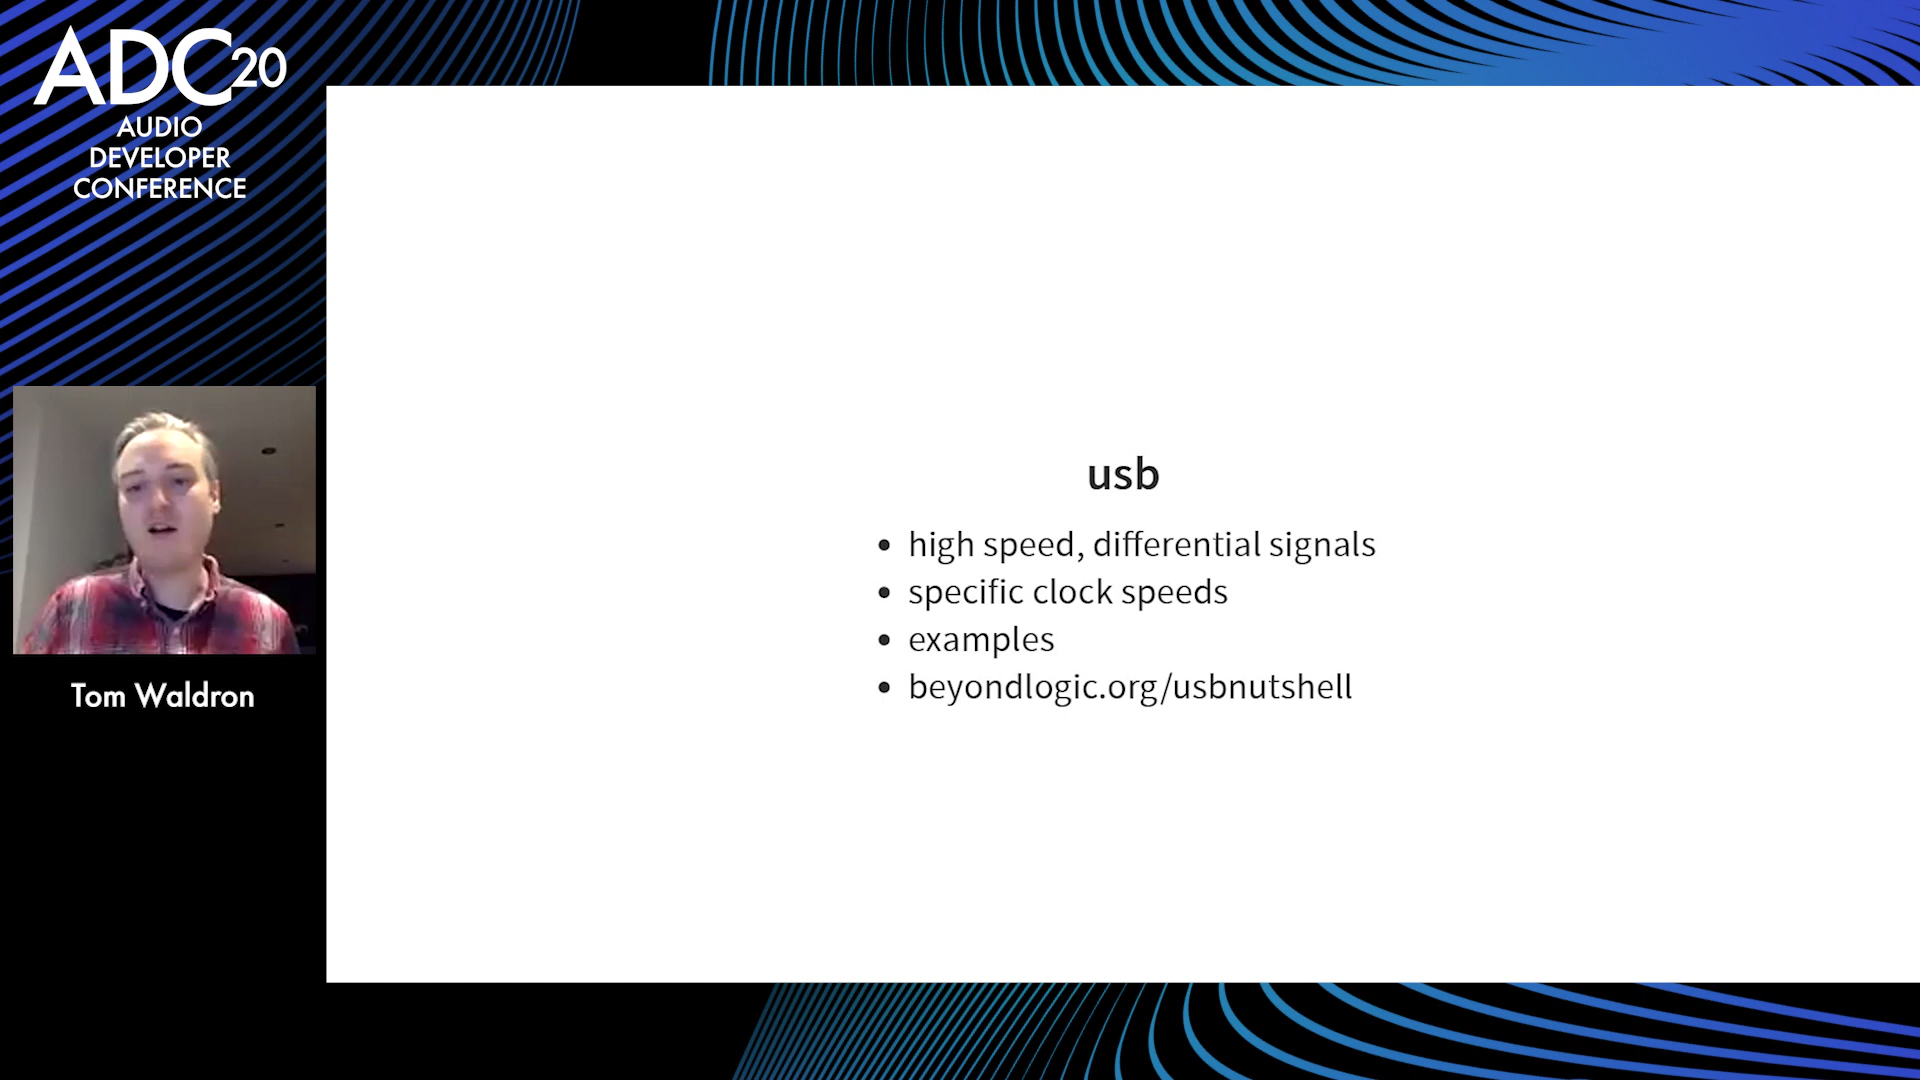 ADC20
AUDIO
DEVELOPER
CONFERENCE
Tom Waldron
usb
• high speed, differential signals
• specific clock speeds
• examples
• beyondlogic.org/usbnutshell